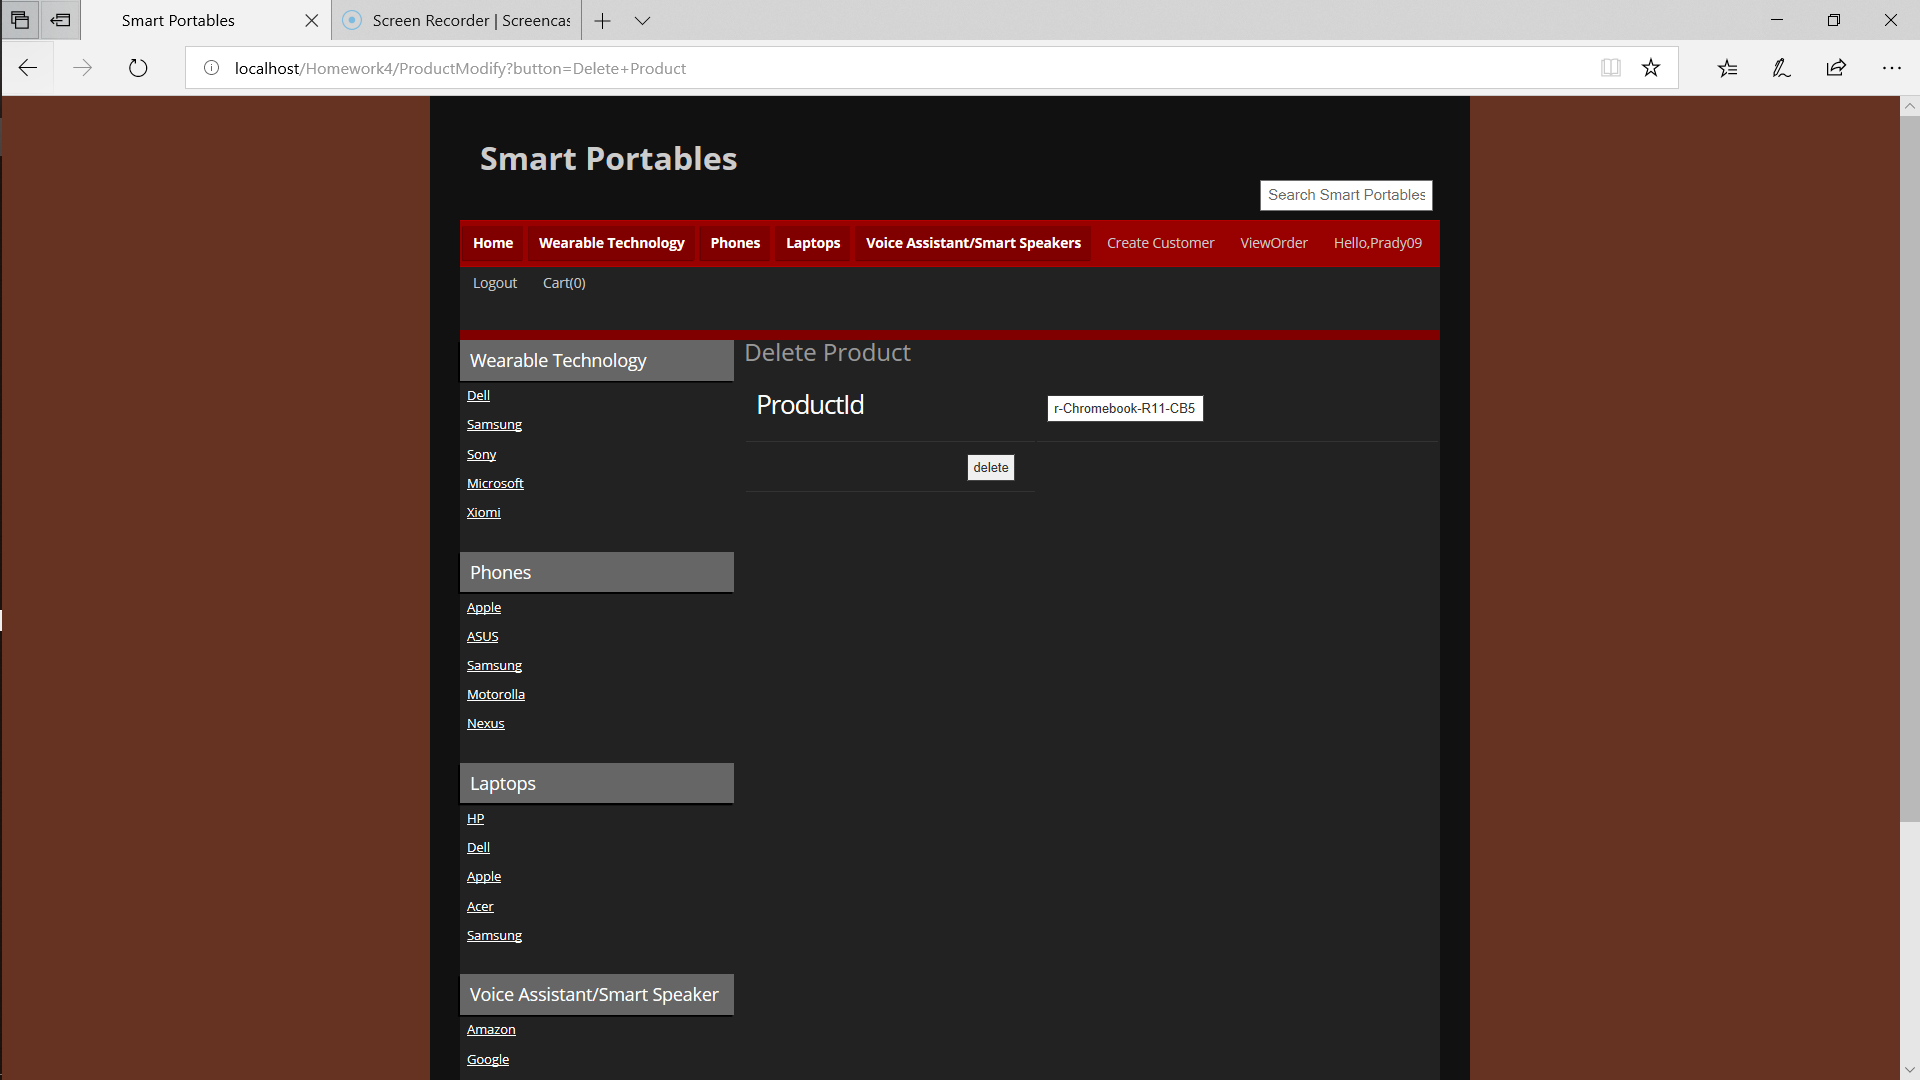 Smart Portables
Screen Recorder | Screencas
localhost/Homework4/ProductModify?button=Delete+Product
Smart Portables
Search Smart Portables
Home Wearable Technology Phones Laptops Voice Assistant/Smart Speakers Create Customer ViewOrder Hello,Prady09
Logout Cart(0)
Wearable Technology
Dell
Samsung
Sony
Microsoft
Xiomi
Phones
Apple
ASUS
Samsung
Motorolla
Nexus
Laptops
HP
Dell
Apple
Acer
Samsung
Voice Assistant/Smart Speaker
Amazon
Google
Delete Product
ProductId r-Chromebook-R11-CB5
delete